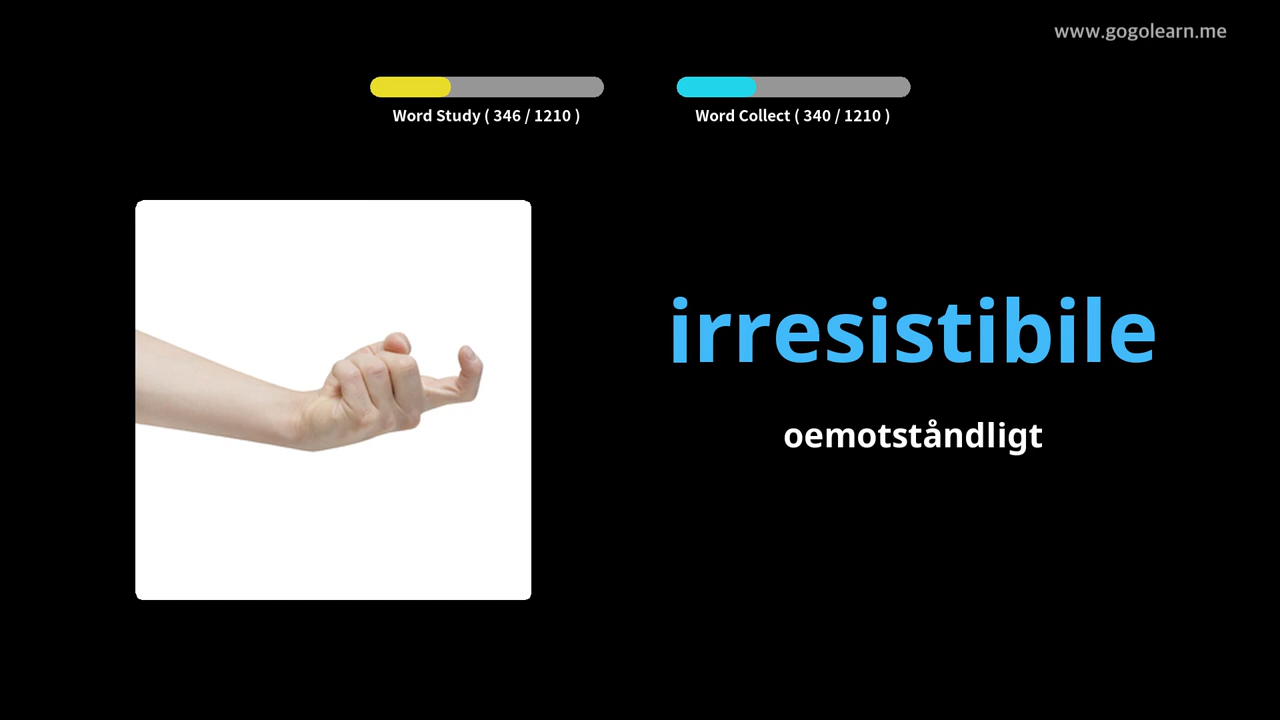 www.gogolearn.me
Word Study ( 346 / 1210 )
Word Collect ( 340 / 1210 )
irresistibile
oemotståndligt